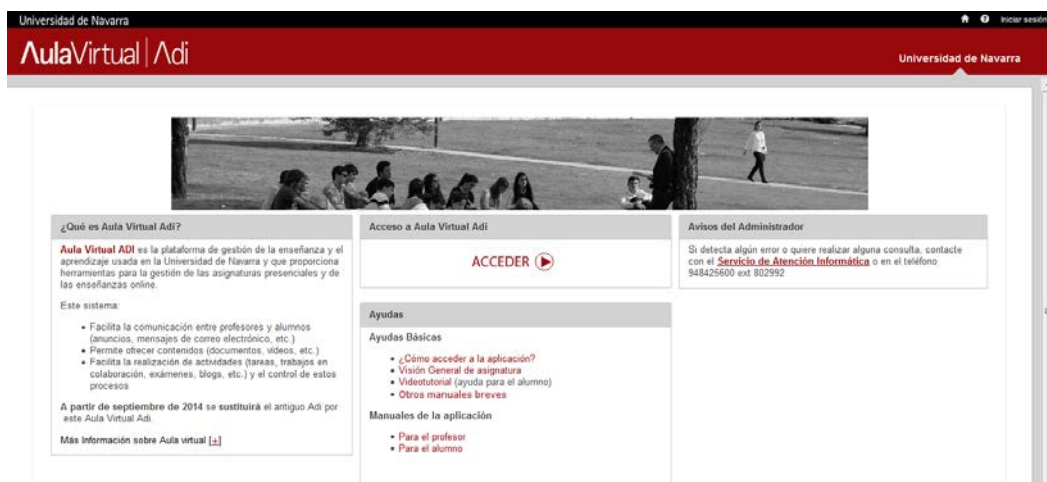 Universidad de Navarra
Iniciar sesión
AulaVirtual | Adi
Universidad de Navarra
¿Qué es Aula Virtual Adi?
Aula Virtual ADI es la plataforma de gestión de la enseñanza y el
aprendizaje usada en la Universidad de Navarra y que proporciona
herramientas para la gestión de las asignaturas presenciales y de
las enseñanzas online.
Este sistema:
• Facilita la comunicación entre profesores y alumnos
(anuncios, mensajes de correo electrónico, etc.)
• Permite ofrecer contenidos (documentos, vídeos, etc.)
• Facilita la realización de actividades (tareas, trabajos en
colaboración, exámenes, blogs, etc.) y el control de estos
procesos
A partir de septiembre de 2014 se sustituirá el antiguo Adi por
este Aula Virtual Adi.
Más Información sobre Aula virtual [+]
Acceso a Aula Virtual Adi
ACCEDER
Ayudas
Ayudas Básicas
• ¿Cómo acceder a la aplicación?
• Visión General de asignatura
• Videotutorial (ayuda para el alumno)
• Otros manuales breves
Manuales de la aplicación
• Para el profesor
• Para el alumno
Avisos del Administrador
Si detecta algún error o quiere realizar alguna consulta, contacte
con el Servicio de Atención Informática o en el teléfono
948425600 ext 802992